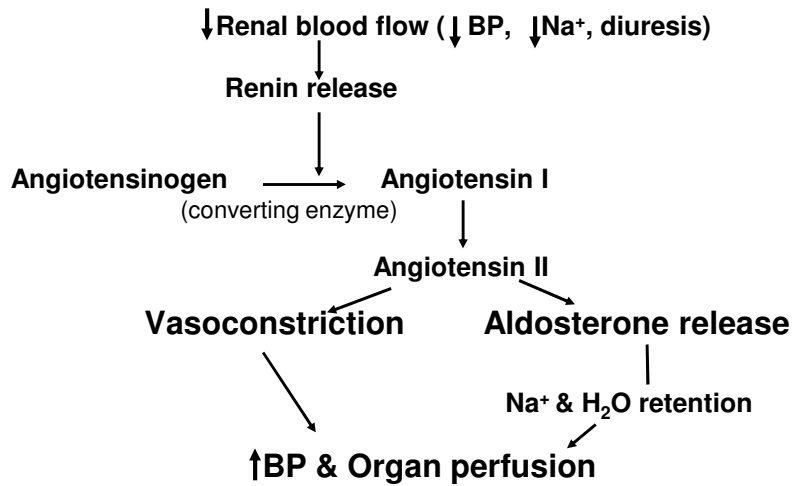 ↓Renal blood flow (↓ BP, ↓Na⁺, diuresis)
Renin release
Angiotensinogen
Angiotensin I
(converting enzyme)
Angiotensin II
Vasoconstriction
Aldosterone release
Na⁺ & H₂O retention
↑BP & Organ perfusion